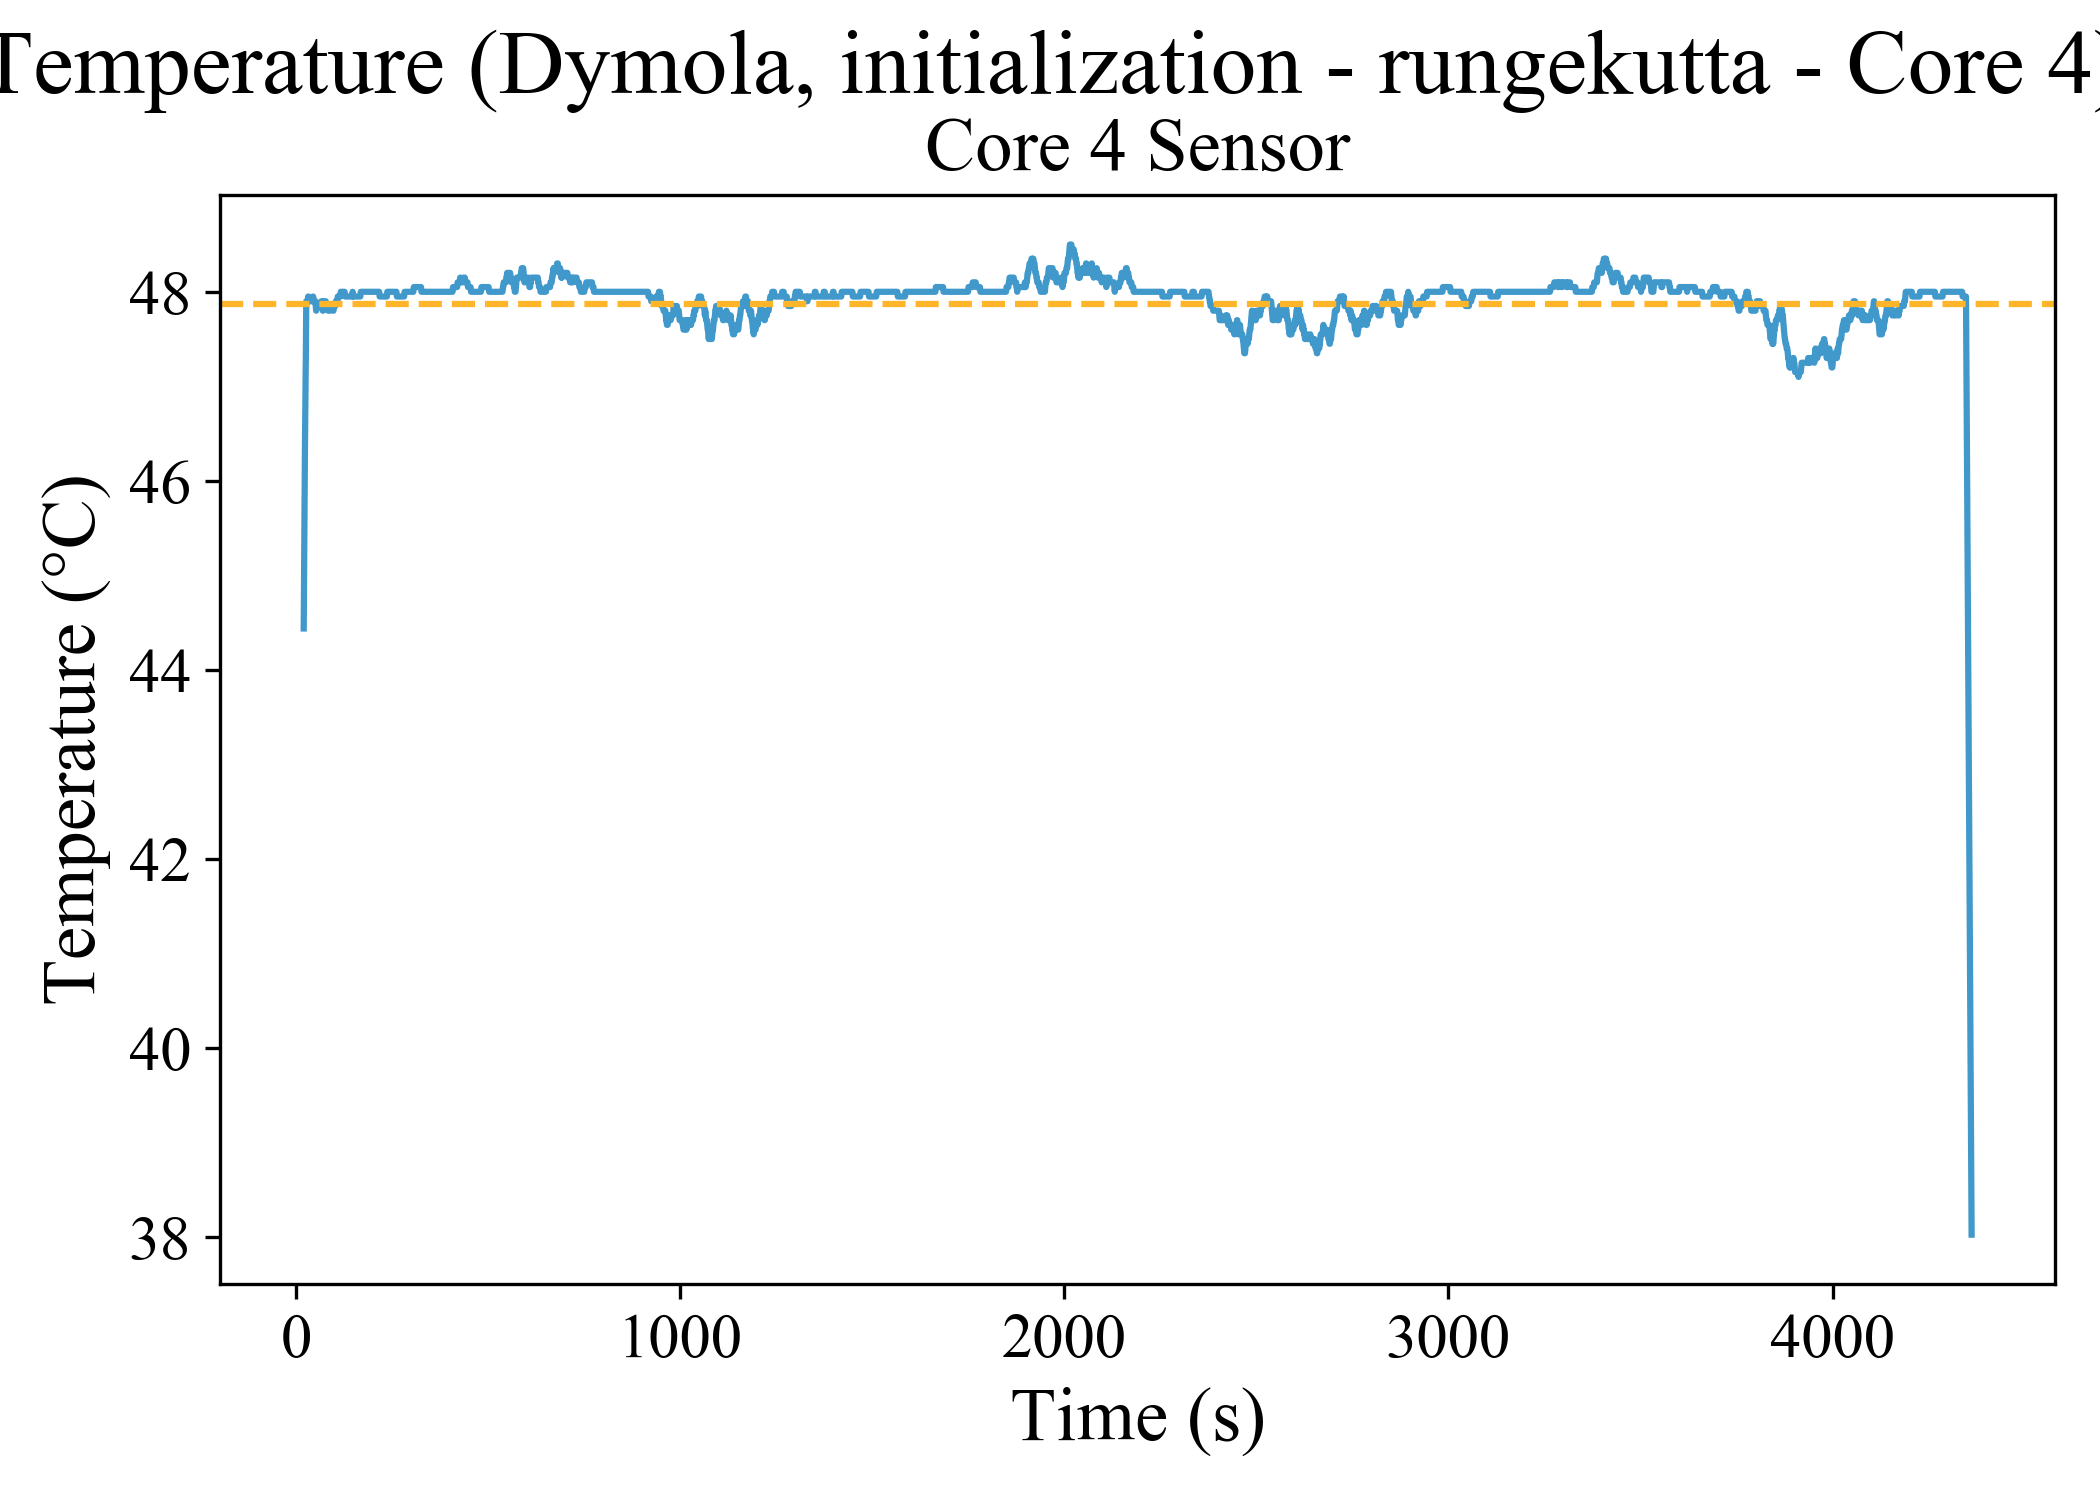 Temperature (Dymola, initialization - rungekutta - Core 4)
Core 4 Sensor
Temperature (°C)
48
46
44
42
40
38
0 1000 2000 3000 4000
Time (s)